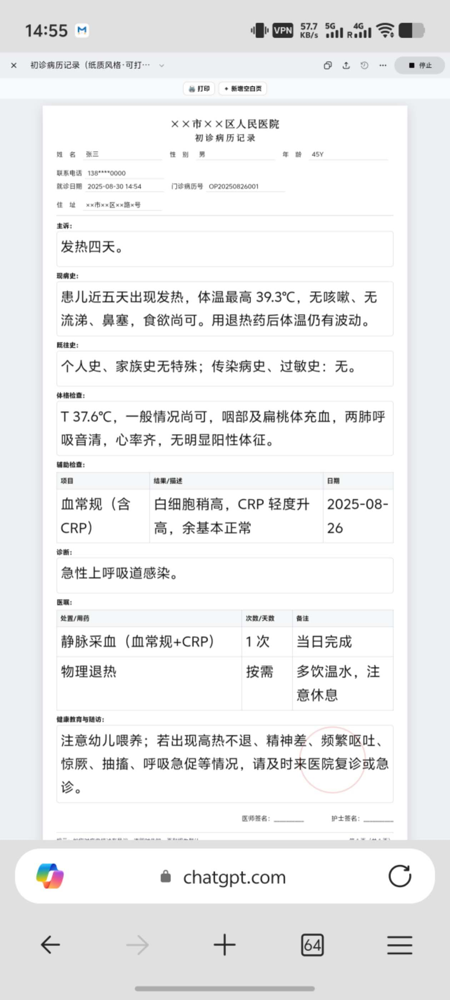 14:55
VPN 57.7 KB/s 5G R 4G
初诊病历记录（纸质风格·可打… 停止
打印 + 新增空白页
××市××区人民医院
初诊病历记录
姓 名 张三 性 别 男 年 龄 45Y
联系电话 138****0000
就诊日期 2025-08-30 14:54 门诊病历号 OP20250826001
住 址 ××市××区××路×号
主诉：
发热四天。
现病史：
患儿近五天出现发热，体温最高 39.3℃，无咳嗽、无
流涕、鼻塞，食欲尚可。用退热药后体温仍有波动。
既往史：
个人史、家族史无特殊；传染病史、过敏史：无。
体格检查：
T 37.6℃，一般情况尚可，咽部及扁桃体充血，两肺呼
吸音清，心率齐，无明显阳性体征。
辅助检查：
项目 结果/描述 日期
血常规（含 白细胞稍高，CRP 轻度升 2025-08-
CRP） 高，余基本正常 26
诊断：
急性上呼吸道感染。
医嘱：
处置/用药 次数/天数 备注
静脉采血（血常规+CRP） 1 次 当日完成
物理退热 按需 多饮温水，注
意休息
健康教育与随访：
注意幼儿喂养；若出现高热不退、精神差、频繁呕吐、
惊厥、抽搐、呼吸急促等情况，请及时来医院复诊或急
诊。
医师签名：________ 护士签名：________
chatgpt.com
64